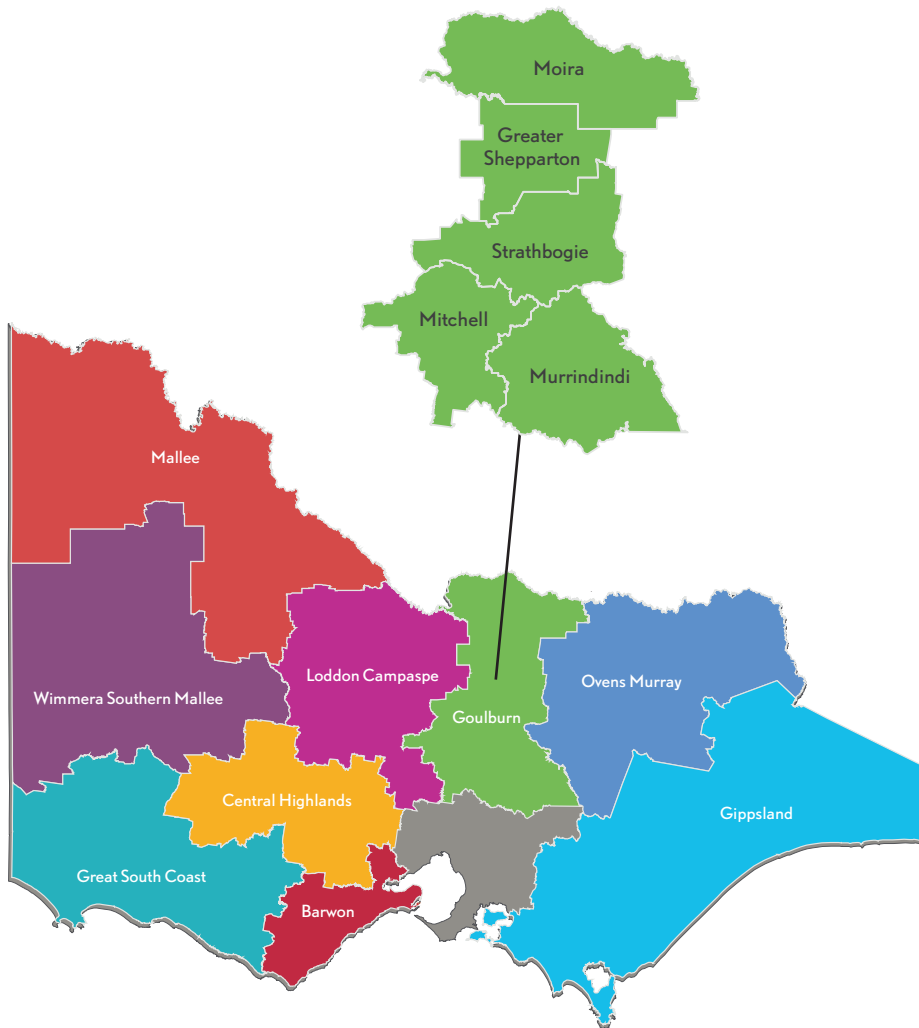 Moira
Greater
Shepparton
Strathbogie
Mitchell
Murrindindi
Mallee
Loddon Campaspe
Ovens Murray
Wimmera Southern Mallee
Goulburn
Central Highlands
Gippsland
Great South Coast
Barwon